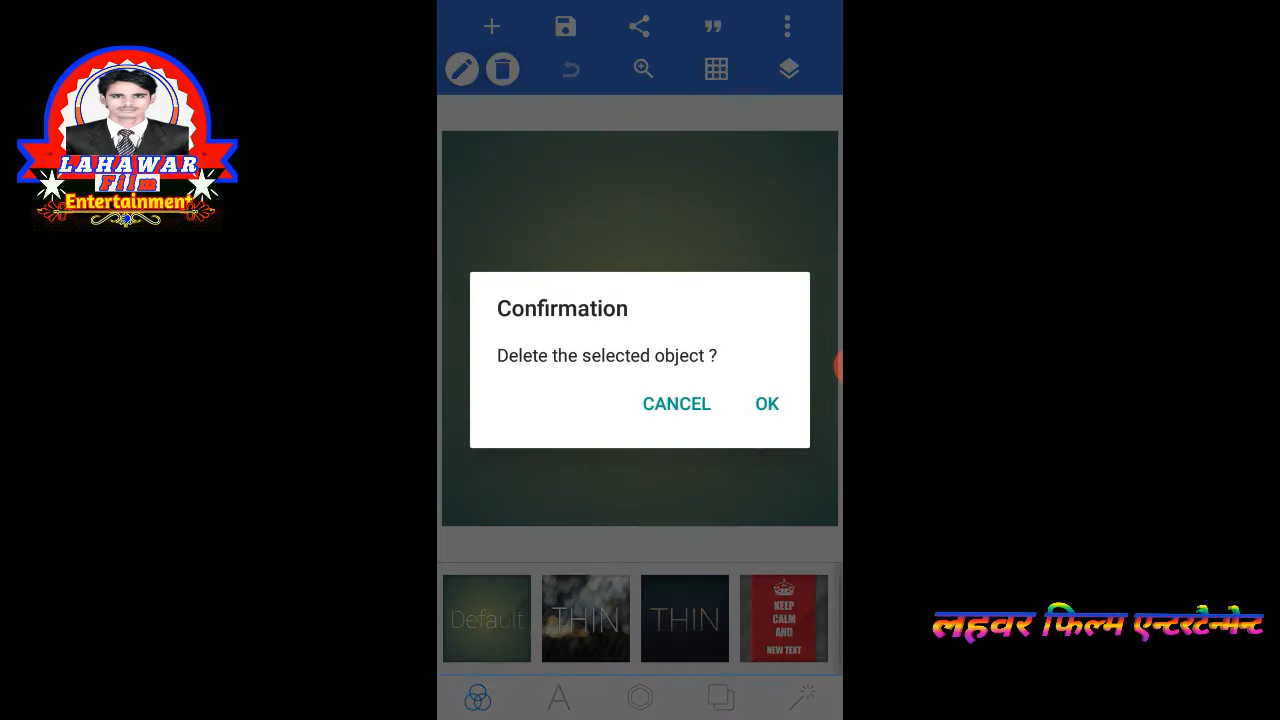 LAHAWAR
Film
Entertainment
Confirmation
Delete the selected object ?
CANCEL OK
Default
THIN
THIN
KEEP
CALM
AND
NEW TEXT
लहवर फिल्म एन्टरटैन्मेन्ट